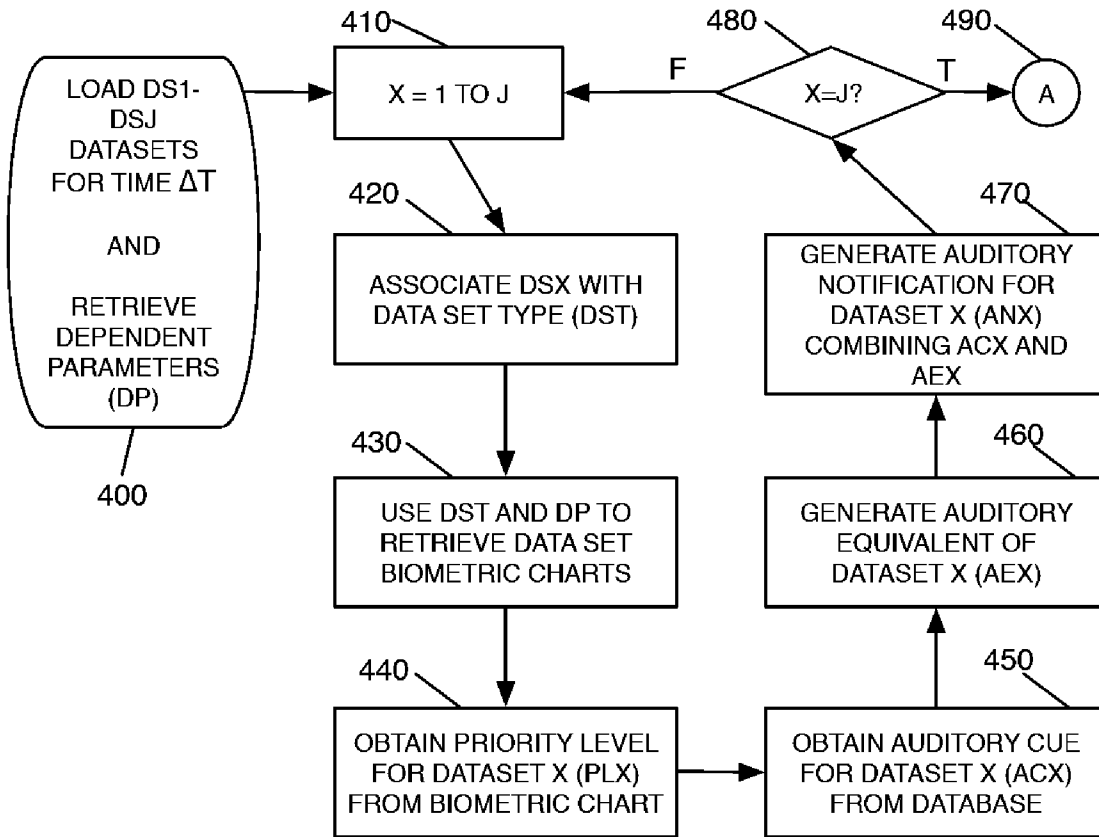 400
LOAD DS1-
DSJ
DATASETS
FOR TIME ΔT
AND
RETRIEVE
DEPENDENT
PARAMETERS
(DP)
410
X = 1 TO J
420
ASSOCIATE DSX WITH
DATA SET TYPE (DST)
430
USE DST AND DP TO
RETRIEVE DATA SET
BIOMETRIC CHARTS
440
OBTAIN PRIORITY LEVEL
FOR DATASET X (PLX)
FROM BIOMETRIC CHART
450
OBTAIN AUDITORY CUE
FOR DATASET X (ACX)
FROM DATABASE
460
GENERATE AUDITORY
EQUIVALENT OF
DATASET X (AEX)
470
GENERATE AUDITORY
NOTIFICATION FOR
DATASET X (ANX)
COMBINING ACX AND
AEX
480
X=J?
F
T
490
A